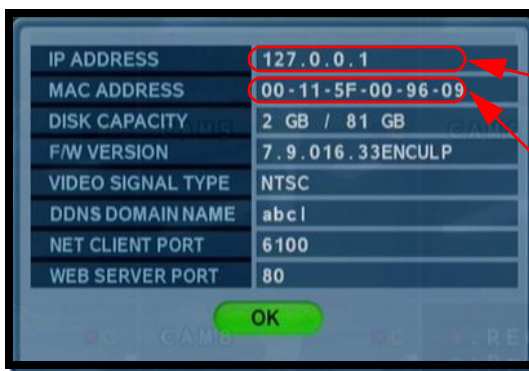 IP ADDRESS 127.0.0.1
MAC ADDRESS 00-11-5F-00-96-09
DISK CAPACITY 2 GB / 81 GB
F/W VERSION 7.9.016.33ENCULP
VIDEO SIGNAL TYPE NTSC
DDNS DOMAIN NAME abcl
NET CLIENT PORT 6100
WEB SERVER PORT 80
OK